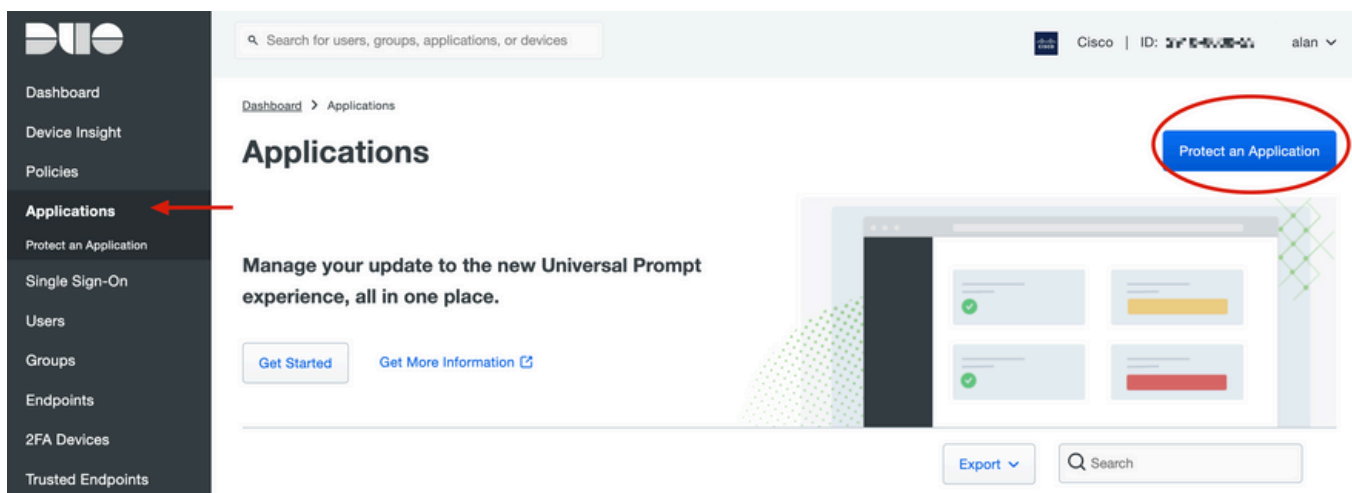 DUO
Search for users, groups, applications, or devices
CISCO
Cisco | ID:
alan
Dashboard
Device Insight
Policies
Applications
Protect an Application
Single Sign-On
Users
Groups
Endpoints
2FA Devices
Trusted Endpoints
Dashboard > Applications
Applications
Protect an Application
Manage your update to the new Universal Prompt
experience, all in one place.
Get Started
Get More Information
Export
Search